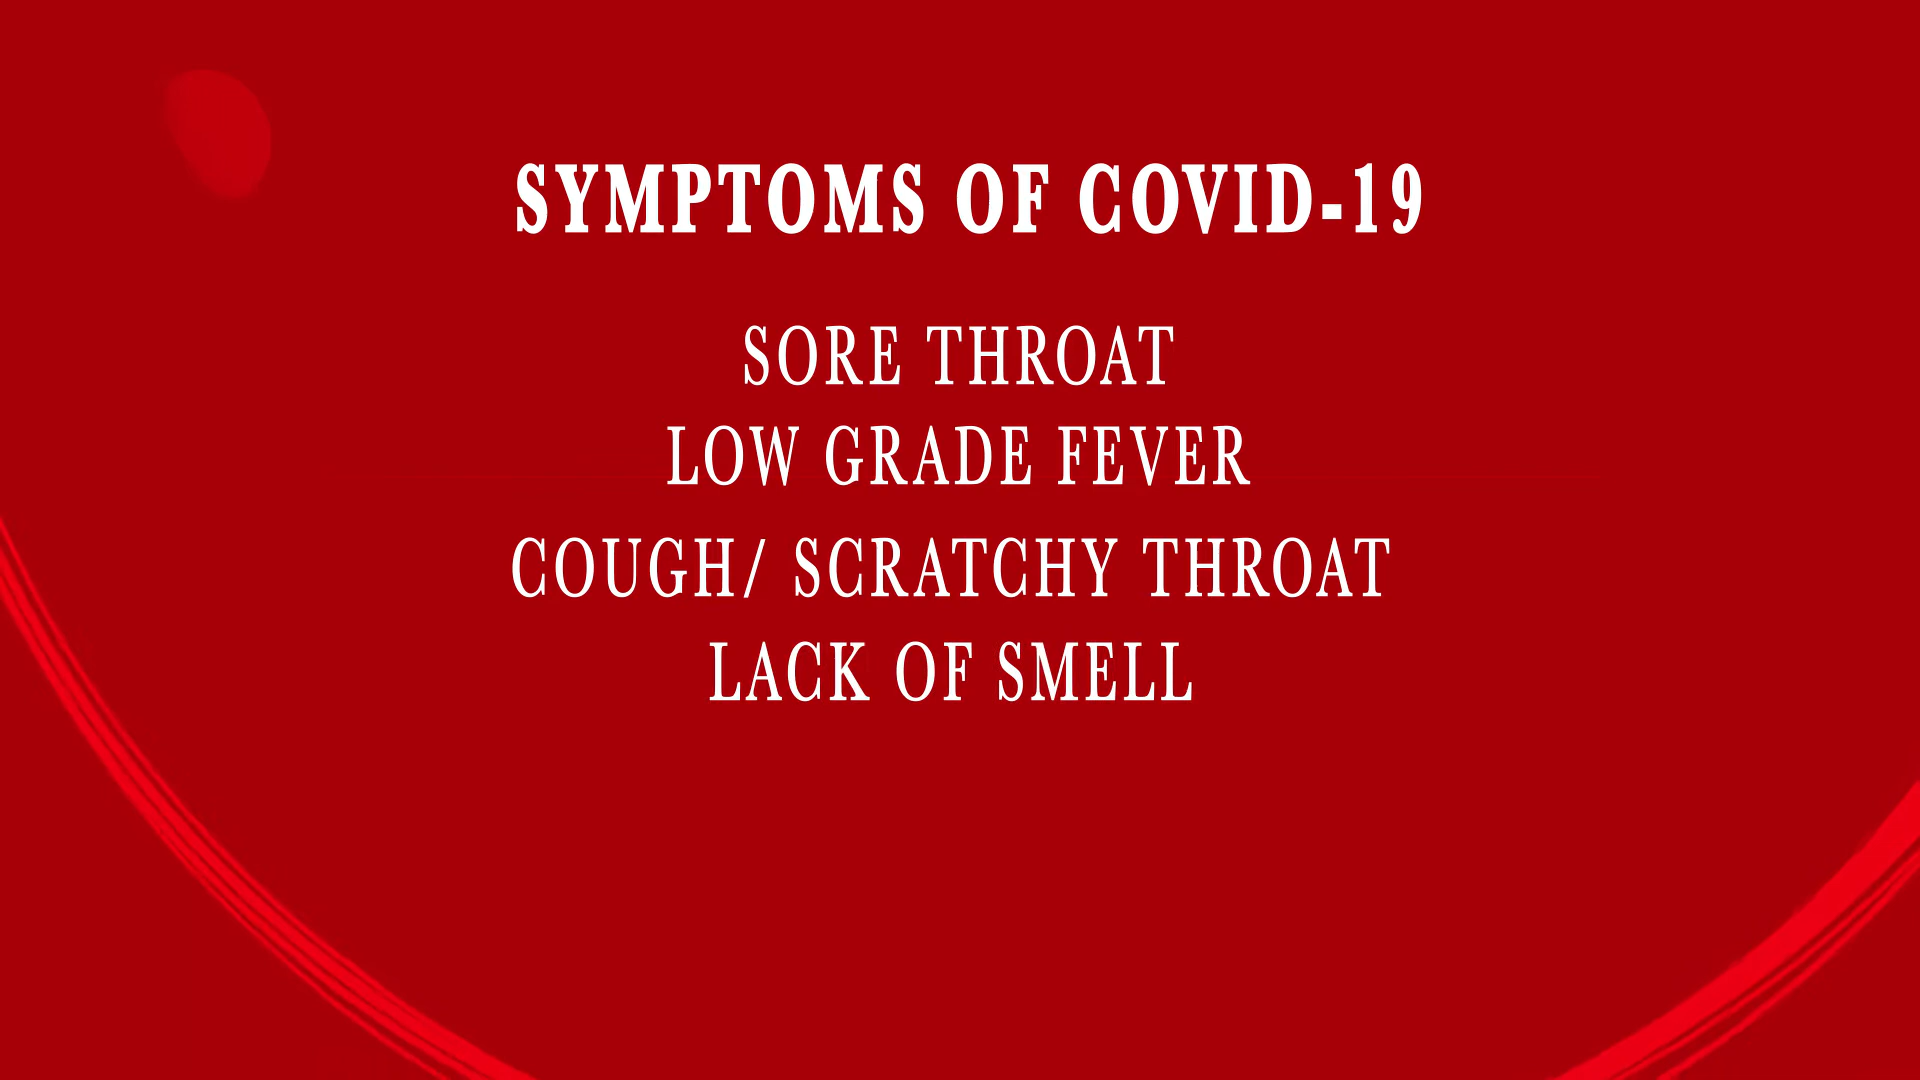 SYMPTOMS OF COVID-19
SORE THROAT
LOW GRADE FEVER
COUGH/ SCRATCHY THROAT
LACK OF SMELL